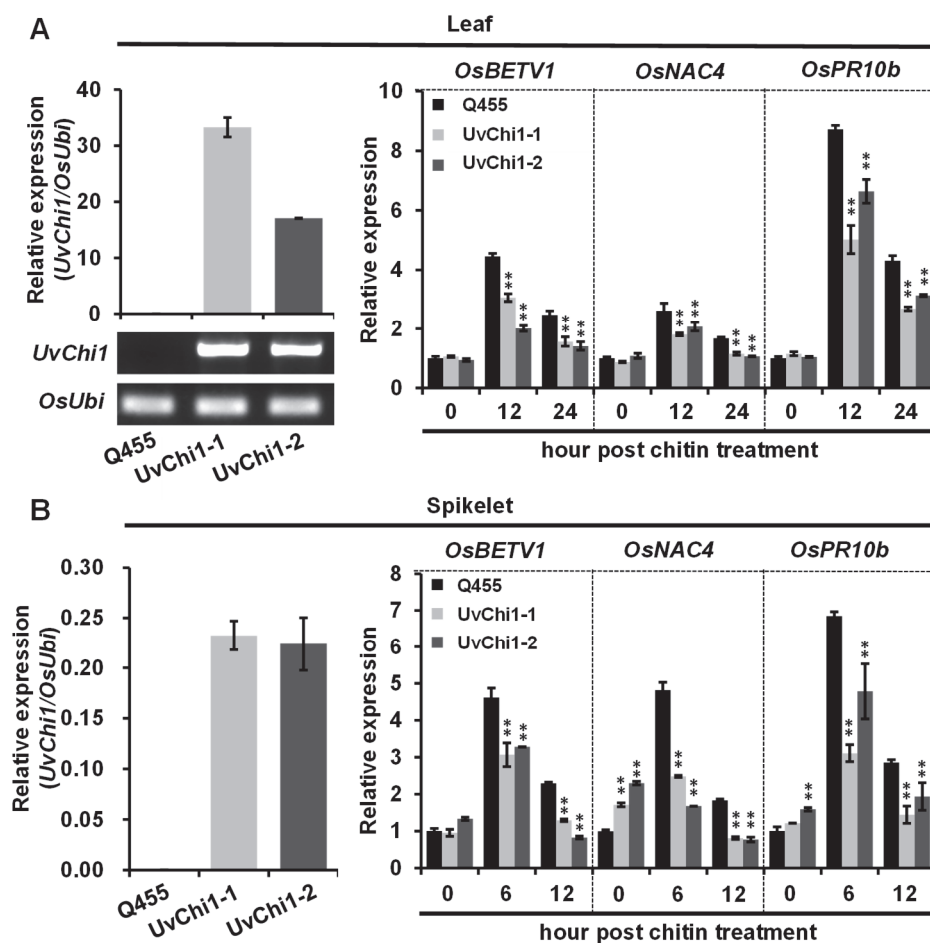 A
Leaf
Relative expression
(UvChi1/OsUbi)
40
30
20
10
0
UvChi1
OsUbi
Q455
UvChi1-1
UvChi1-2
OsBETV1 OsNAC4 OsPR10b
Relative expression
10
8
6
4
2
0
Q455
UvChi1-1
UvChi1-2
** ** ** ** ** ** ** ** ** ** ** **
0 12 24 0 12 24 0 12 24
hour post chitin treatment
B
Spikelet
Relative expression
(UvChi1/OsUbi)
0.30
0.25
0.20
0.15
0.10
0.05
0.00
Q455
UvChi1-1
UvChi1-2
OsBETV1 OsNAC4 OsPR10b
Relative expression
8
7
6
5
4
3
2
1
0
Q455
UvChi1-1
UvChi1-2
** ** ** ** ** ** ** ** ** ** ** ** ** ** **
0 6 12 0 6 12 0 6 12
hour post chitin treatment